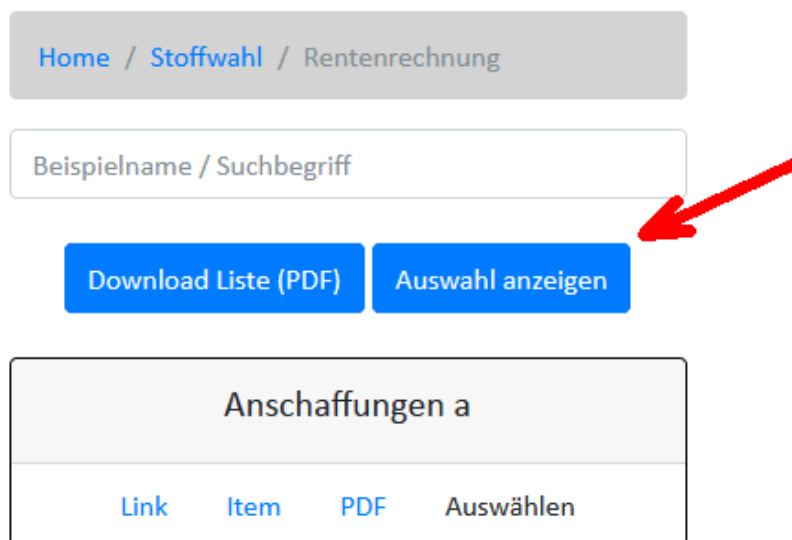 Home / Stoffwahl / Rentenrechnung
Beispielname / Suchbegriff
Download Liste (PDF) Auswahl anzeigen
Anschaffungen a
Link Item PDF Auswählen